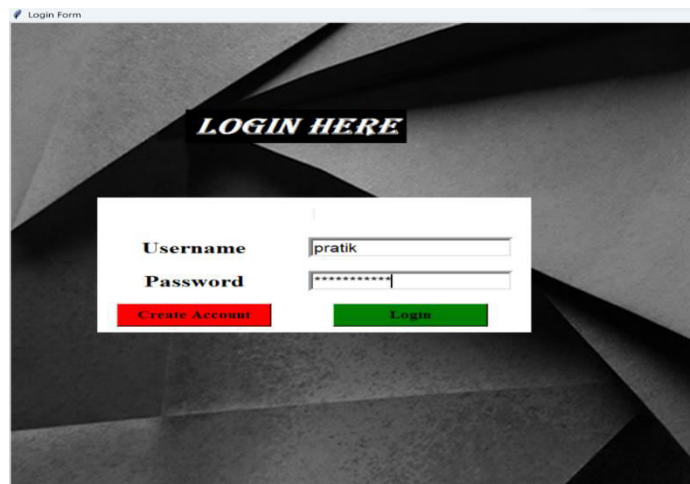 Login Form
LOGIN HERE
Username pratik
Password ***********
Create Account Login